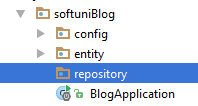 softuniBlog
config
entity
repository
BlogApplication